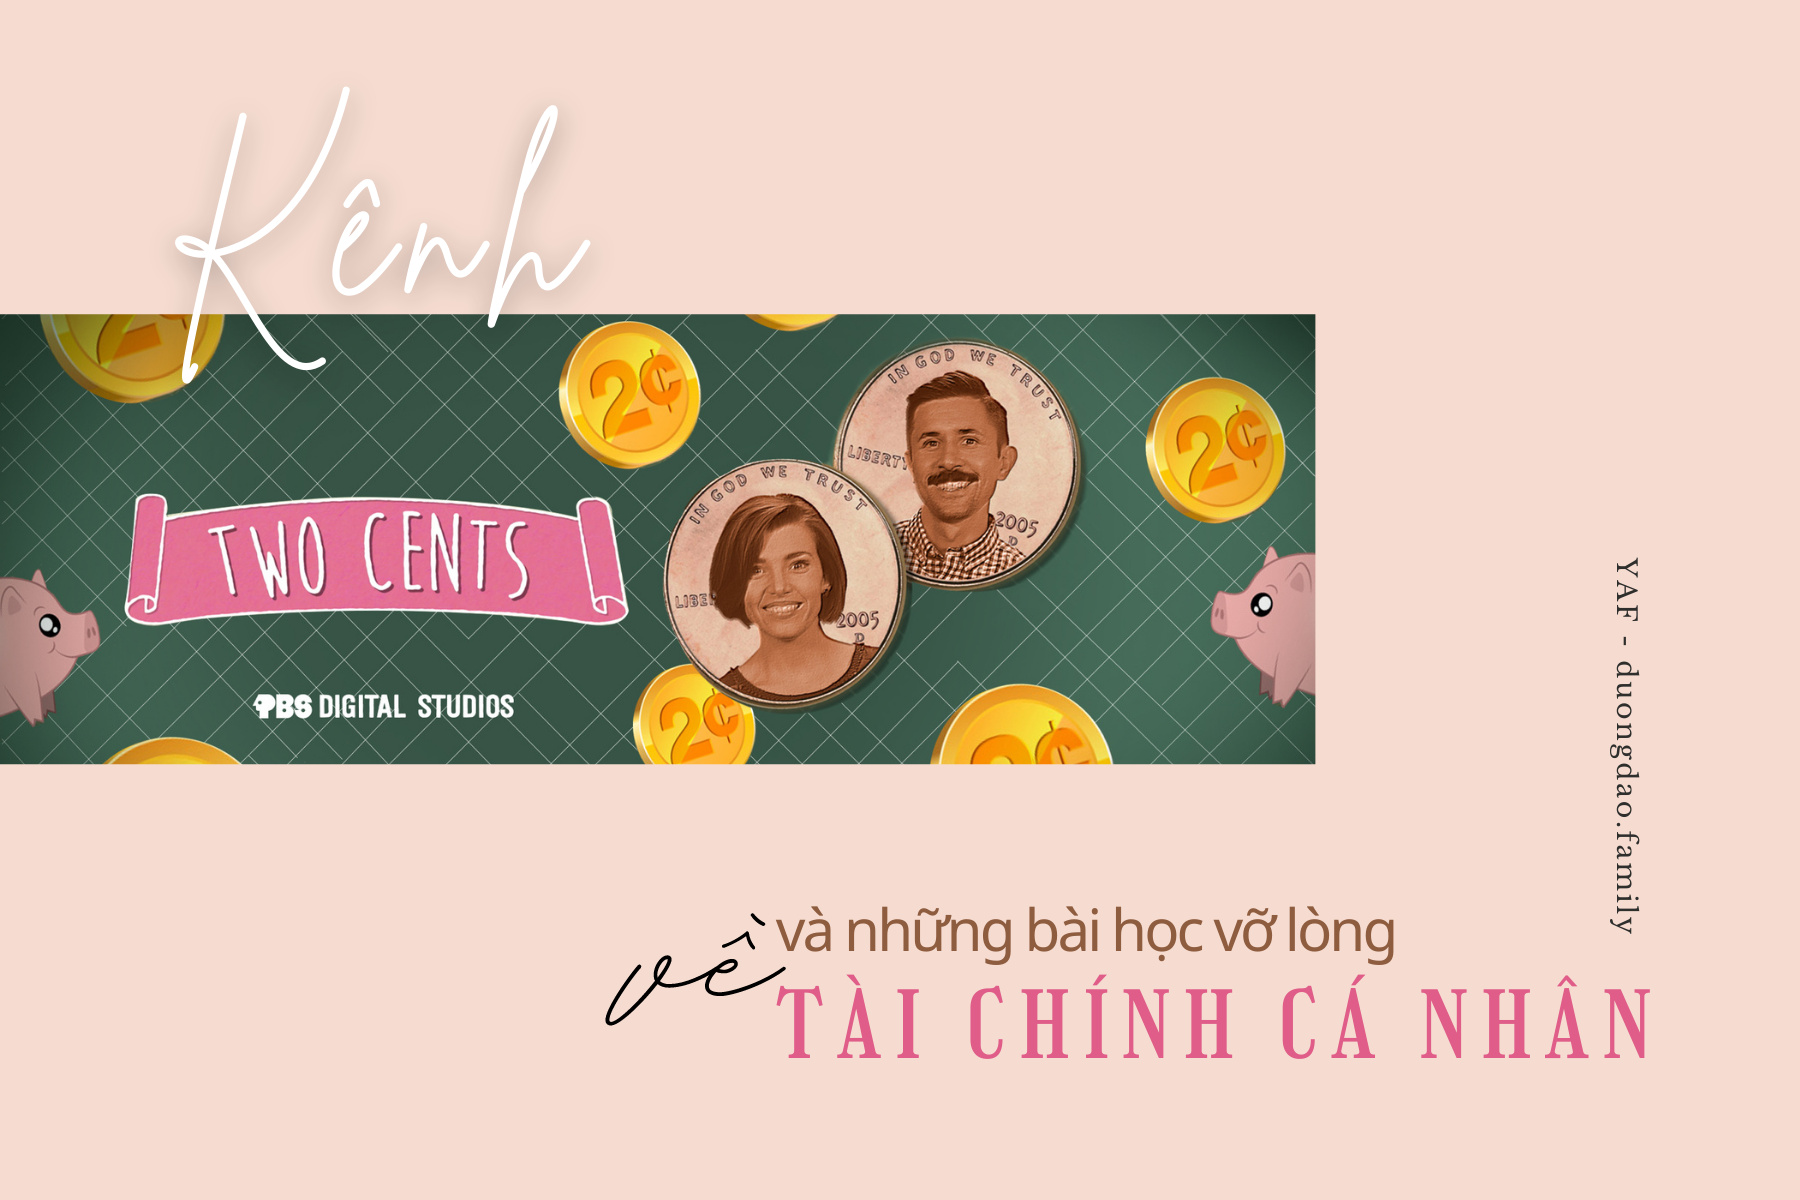 Kênh
2¢
2¢
2¢
IN GOD WE TRUST
LIBERTY
2005
D
IN GOD WE TRUST
2005
D
TWO CENTS
PBS DIGITAL STUDIOS
2¢
2¢
YAF - duongdao.family
và những bài học vỡ lòng
về
TÀI CHÍNH CÁ NHÂN